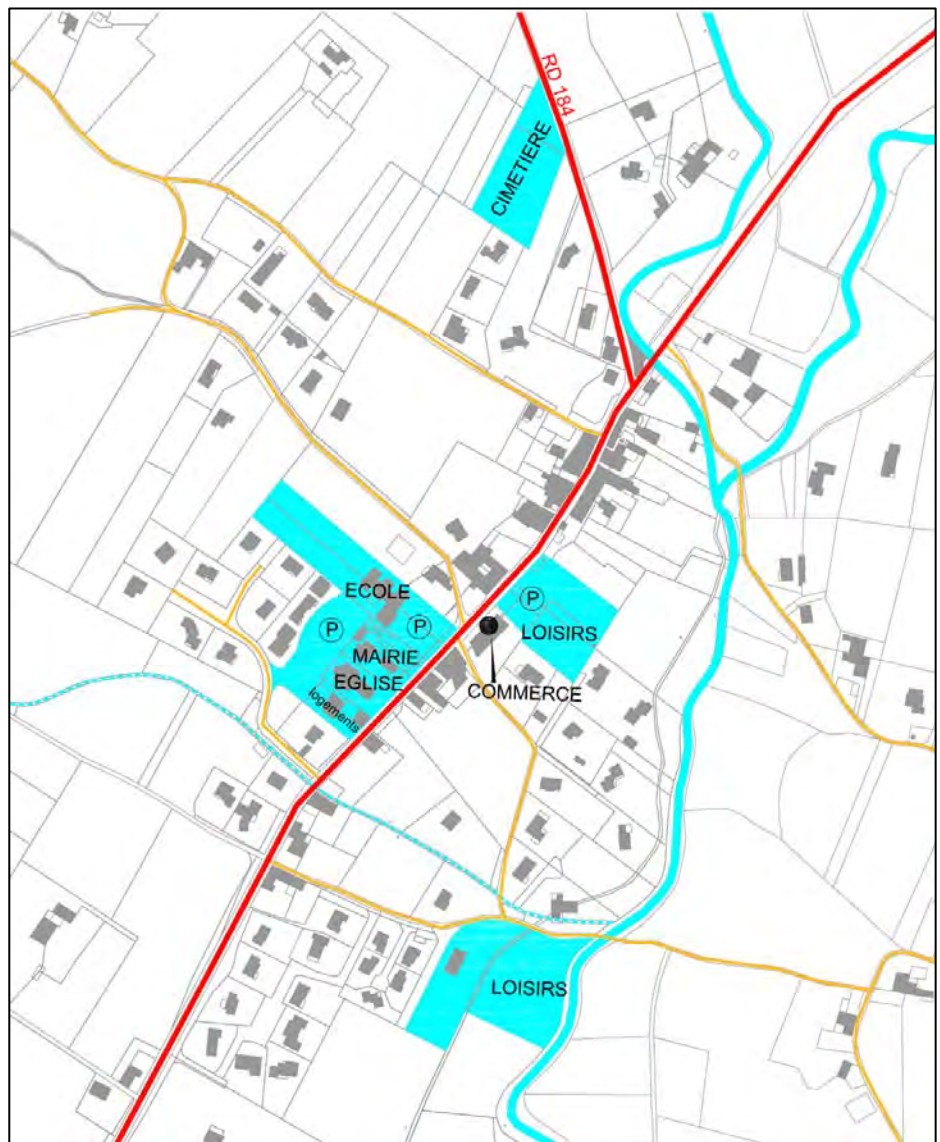 RD 184
CIMETIERE
ECOLE
P
P
P
LOISIRS
MAIRIE
EGLISE
COMMERCE
logements
LOISIRS